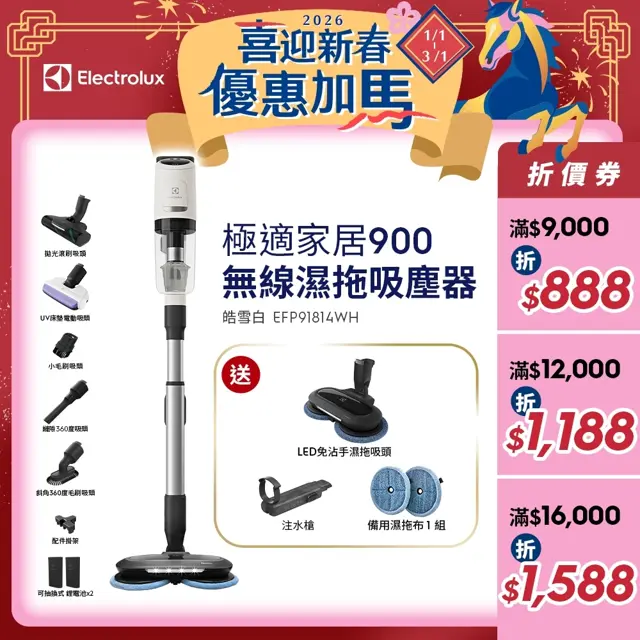 Electrolux
2026
喜迎新春
優惠加馬
1/1-
3/1
拋光滾刷吸頭
UV床墊電動吸頭
小毛刷吸頭
縫隙360度吸頭
斜角360度毛刷吸頭
配件掛架
可抽換式 鋰電池x2
極適家居900
無線濕拖吸塵器
皓雪白 EFP91814WH
送
LED免沾手濕拖吸頭
注水槍
備用濕拖布1組
折價券
滿$9,000
折
$888
滿$12,000
折
$1,188
滿$16,000
折
$1,588